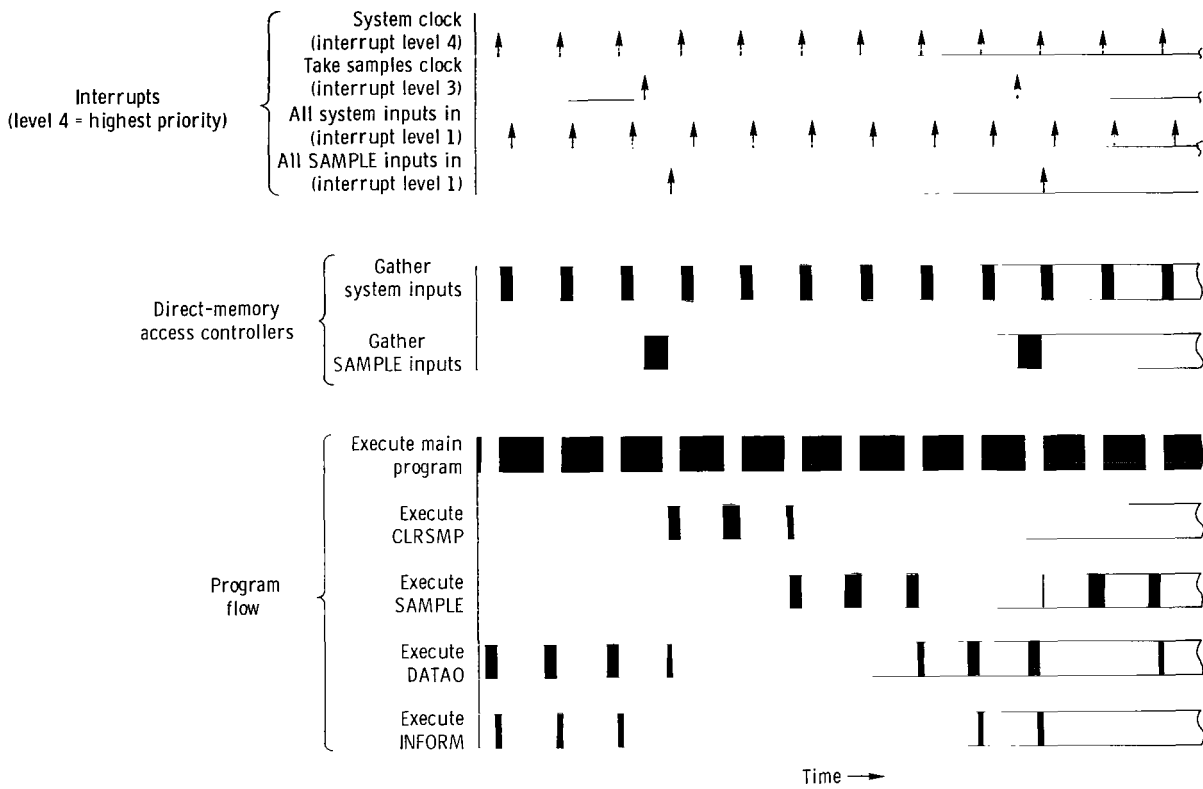 System clock
(interrupt level 4)
Take samples clock
(interrupt level 3)
Interrupts
(level 4 = highest priority)
All system inputs in
(interrupt level 1)
All SAMPLE inputs in
(interrupt level 1)
Direct-memory
access controllers
Gather
system inputs
Gather
SAMPLE inputs
Program
flow
Execute main
program
Execute
CLRSMP
Execute
SAMPLE
Execute
DATAO
Execute
INFORM
Time